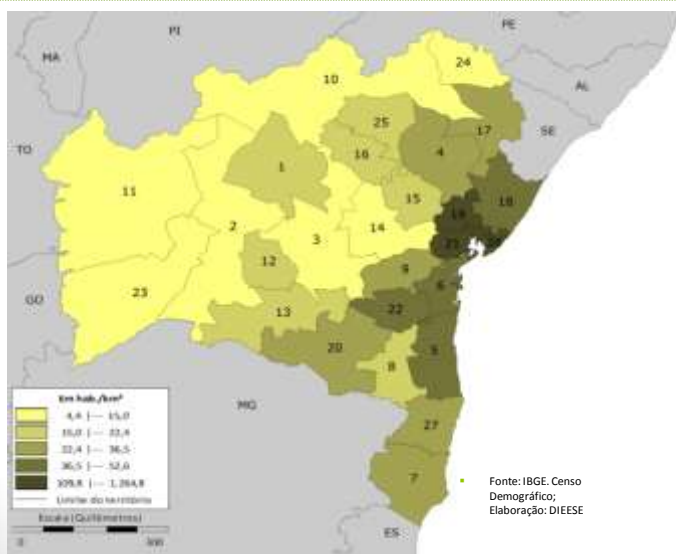 PI
PE
MA
10
24
AL
25
17
SE
TO
16
4
1
11
15
18
19
2
14
3
21
12
9
6
23
GO
13
22
20
5
8
MG
Em hab./km²
4,4 |--- 15,0
15,0 |--- 22,4
22,4 |--- 36,5
36,5 |--- 52,6
109,8 |--- 1.264,8
Limite do território
Escala (Quilômetros)
0
27
7
ES
Fonte: IBGE. Censo
Demográfico;
Elaboração: DIEESE